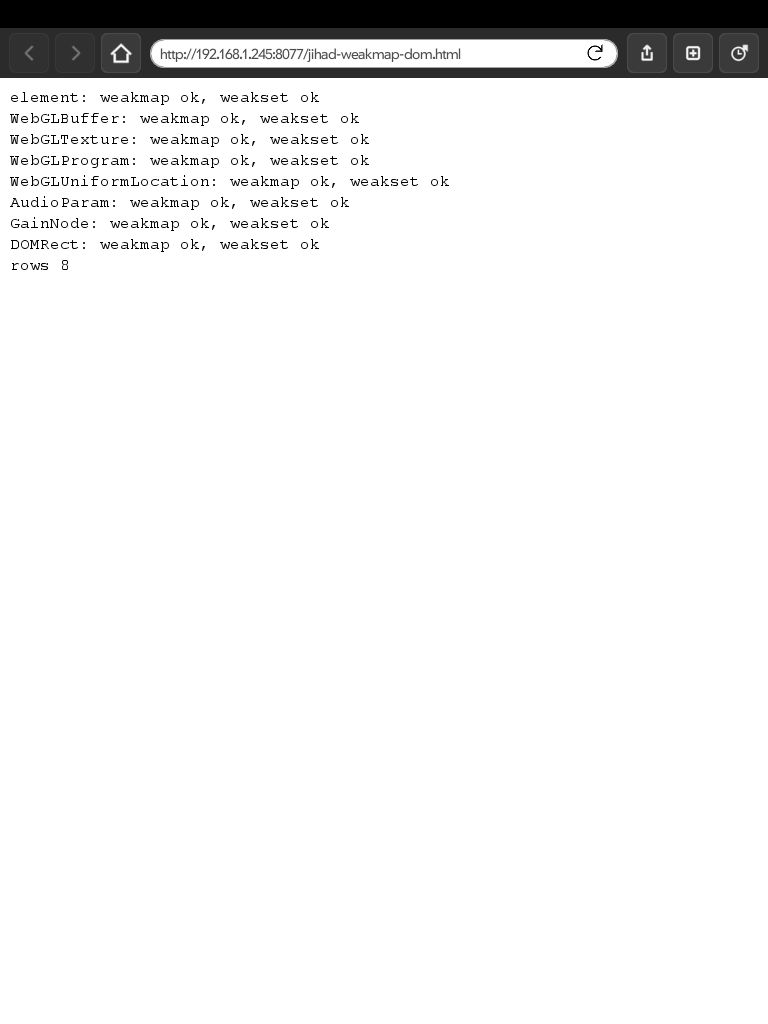 http://192.168.1.245:8077/jihad-weakmap-dom.html
element: weakmap ok, weakset ok
WebGLBuffer: weakmap ok, weakset ok
WebGLTexture: weakmap ok, weakset ok
WebGLProgram: weakmap ok, weakset ok
WebGLUniformLocation: weakmap ok, weakset ok
AudioParam: weakmap ok, weakset ok
GainNode: weakmap ok, weakset ok
DOMRect: weakmap ok, weakset ok
rows 8